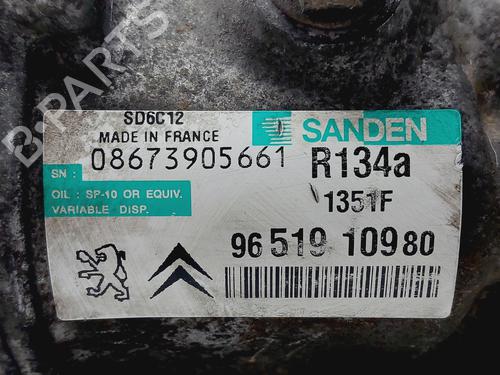 B-PARTS
SD6C12
MADE IN FRANCE
SANDEN
SN : 08673905661
R134a
OIL : SP-10 OR EQUIV.
VARIABLE DISP.
1351F
96 519 109 80